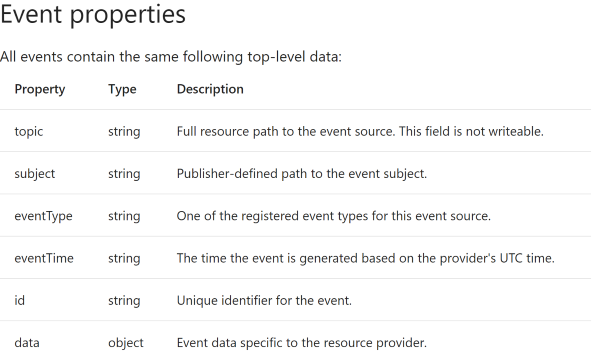 Event properties
All events contain the same following top-level data:
Property Type Description
topic string Full resource path to the event source. This field is not writeable.
subject string Publisher-defined path to the event subject.
eventType string One of the registered event types for this event source.
eventTime string The time the event is generated based on the provider's UTC time.
id string Unique identifier for the event.
data object Event data specific to the resource provider.